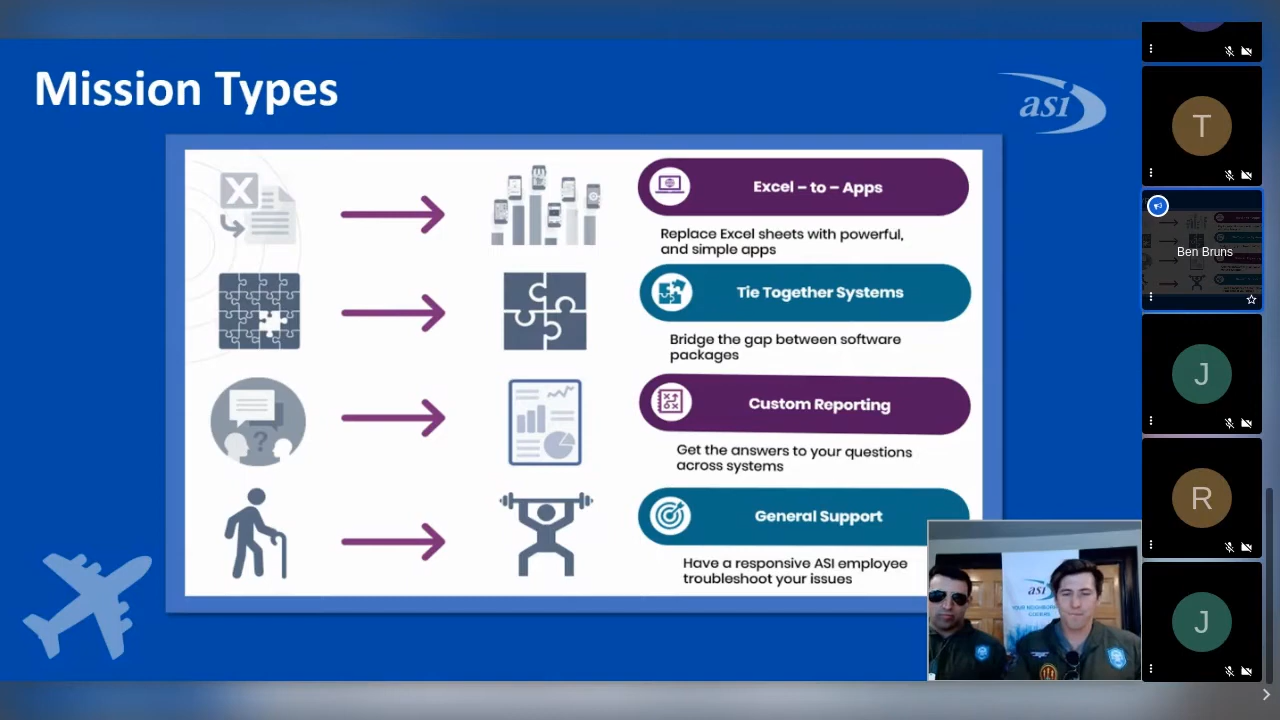 Mission Types
asi
Excel – to – Apps
Replace Excel sheets with powerful,
and simple apps
Tie Together Systems
Bridge the gap between software
packages
Custom Reporting
Get the answers to your questions
across systems
General Support
Have a responsive ASI employee
troubleshoot your issues
X
?
asi
T
Ben Bruns
J
R
J